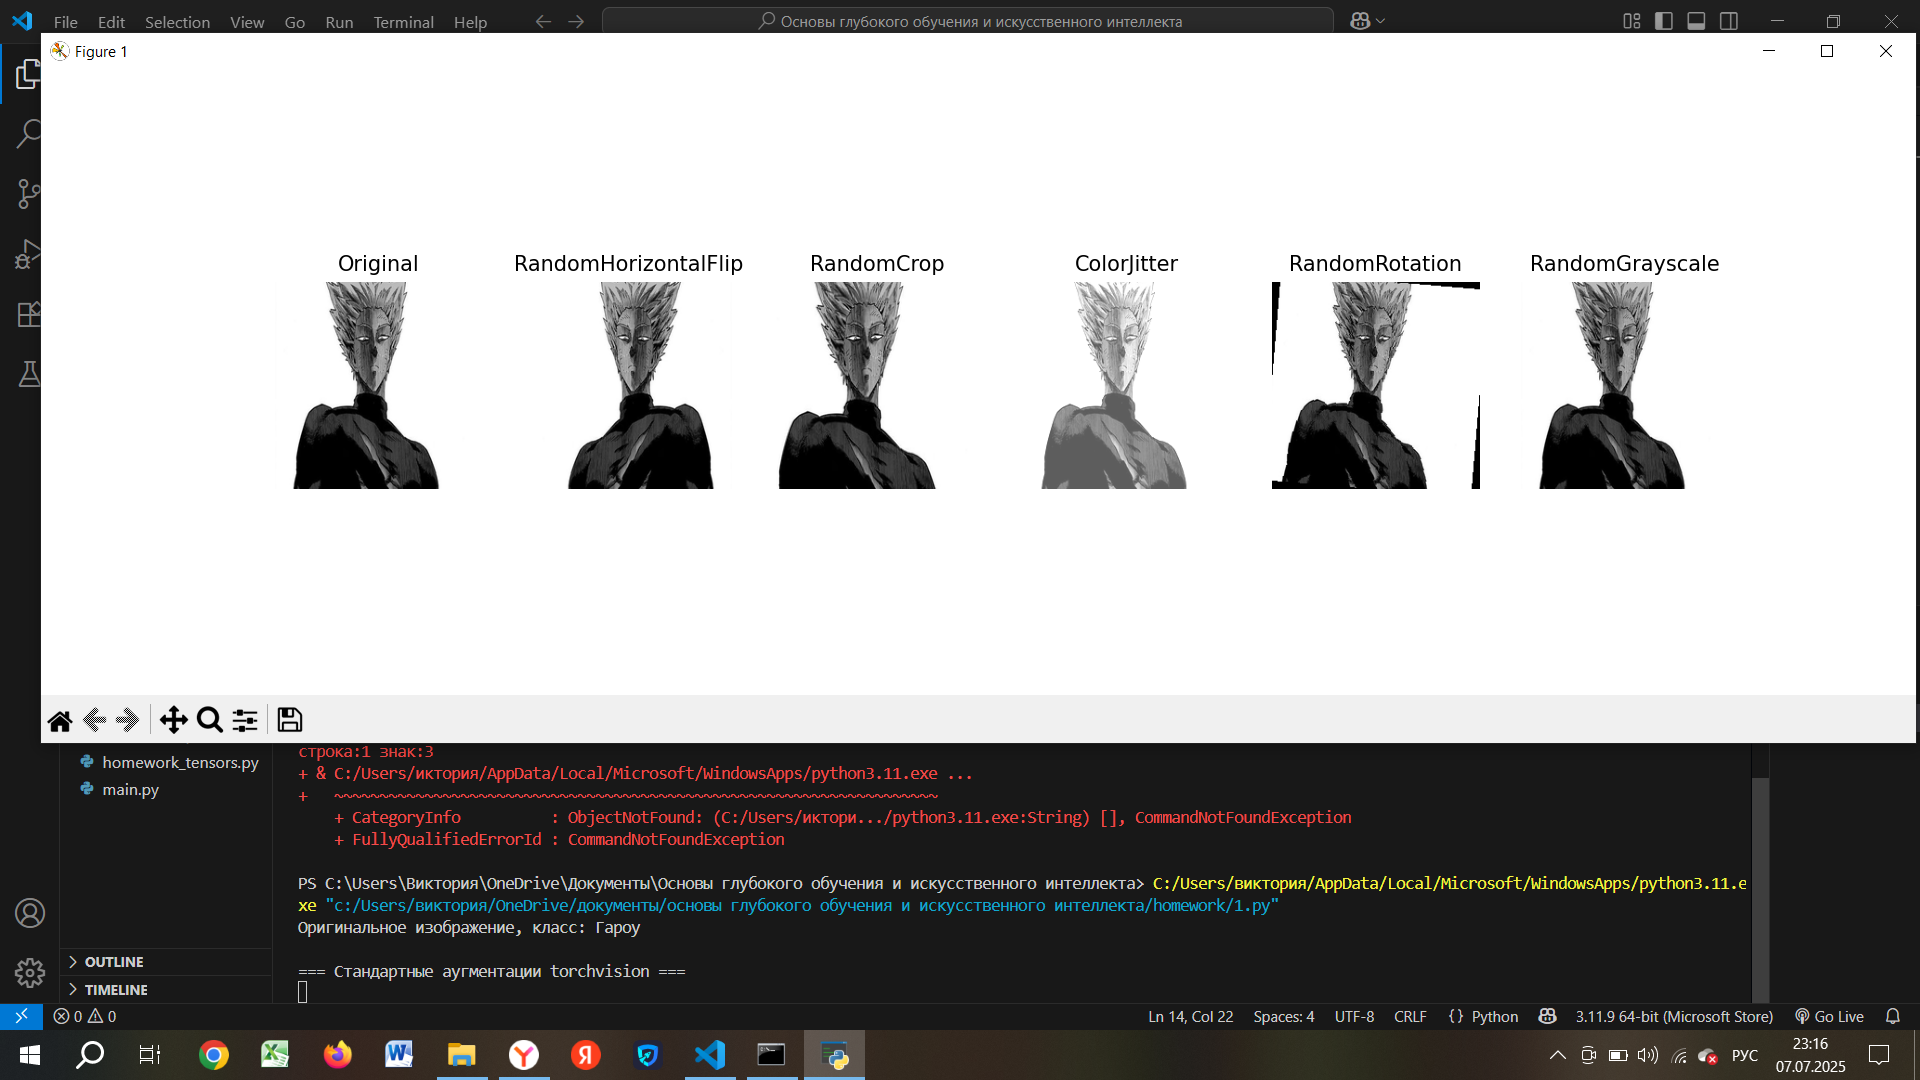 File Edit Selection View Go Run Terminal Help
Основы глубокого обучения и искусственного интеллекта
Figure 1
Original RandomHorizontalFlip RandomCrop ColorJitter RandomRotation RandomGrayscale
homework_tensors.py
main.py
строка:1 знак:3
+ & C:/Users/иктория/AppData/Local/Microsoft/WindowsApps/python3.11.exe ...
+ ~~~~~~~~~~~~~~~~~~~~~~~~~~~~~~~~~~~~~~~~~~~~~~~~~~~~~~~~~~~~~~~~~~~
+ CategoryInfo : ObjectNotFound: (C:/Users/иктори.../python3.11.exe:String) [], CommandNotFoundException
+ FullyQualifiedErrorId : CommandNotFoundException
PS C:\Users\Виктория\OneDrive\Документы\Основы глубокого обучения и искусственного интеллекта> C:/Users/виктория/AppData/Local/Microsoft/WindowsApps/python3.11.e
xe "c:/Users/виктория/OneDrive/документы/основы глубокого обучения и искусственного интеллекта/homework/1.py"
Оригинальное изображение, класс: Гароу
=== Стандартные аугментации torchvision ===
OUTLINE
TIMELINE
0 0 Ln 14, Col 22 Spaces: 4 UTF-8 CRLF {} Python 3.11.9 64-bit (Microsoft Store) Go Live
РУС
23:16
07.07.2025